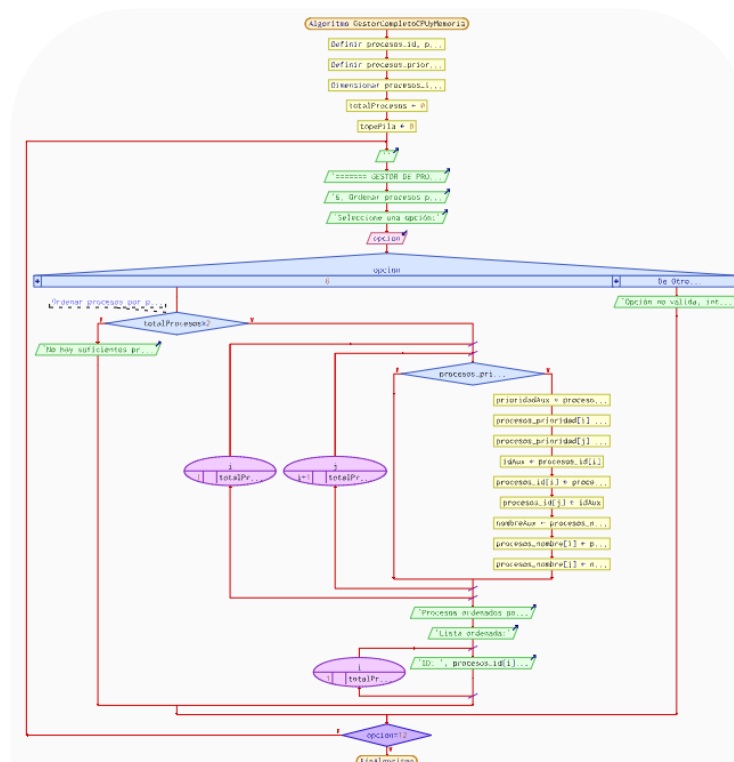 Algoritmo GestorCompletoCPUyMemoria
Definir procesos_id, p...
Definir procesos_prior...
Dimensionar procesos_i...
totalProcesos ← 0
topePila ← 0
''
'======= GESTOR DE PRO...
'6. Ordenar procesos p...
'Seleccione una opción:'
opcion
opcion
6
De Otro...
Ordenar procesos por p...
'Opción no valida, int...
totalProcesos>2
F
V
'No hay suficientes pr...
procesos_pri...
F
V
prioridadAux ← proceso...
procesos_prioridad[i] ...
procesos_prioridad[j] ...
i
totalPr...
j
i+1
totalPr...
idAux ← procesos_id[i]
procesos_id[i] ← proce...
procesos_id[j] ← idAux
nombreAux ← procesos_n...
procesos_nombre[i] ← p...
procesos_nombre[j] ← n...
'Procesos ordenados po...
'Lista ordenada:'
i
1
totalPr...
'ID: ', procesos_id[i]...
F
opcion=12
V
FinAlgoritmo